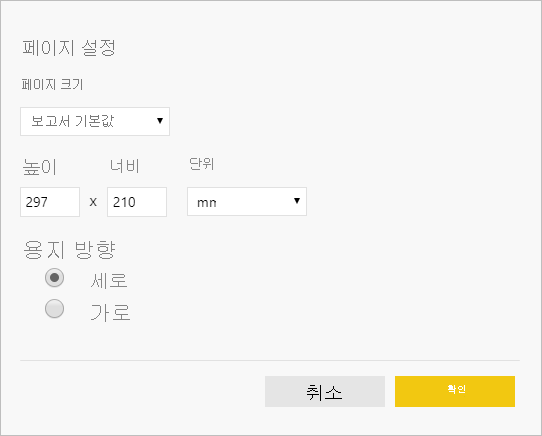 페이지 설정
페이지 크기
보고서 기본값
높이 너비 단위
297 x 210 mm
용지 방향
세로
가로
취소 확인